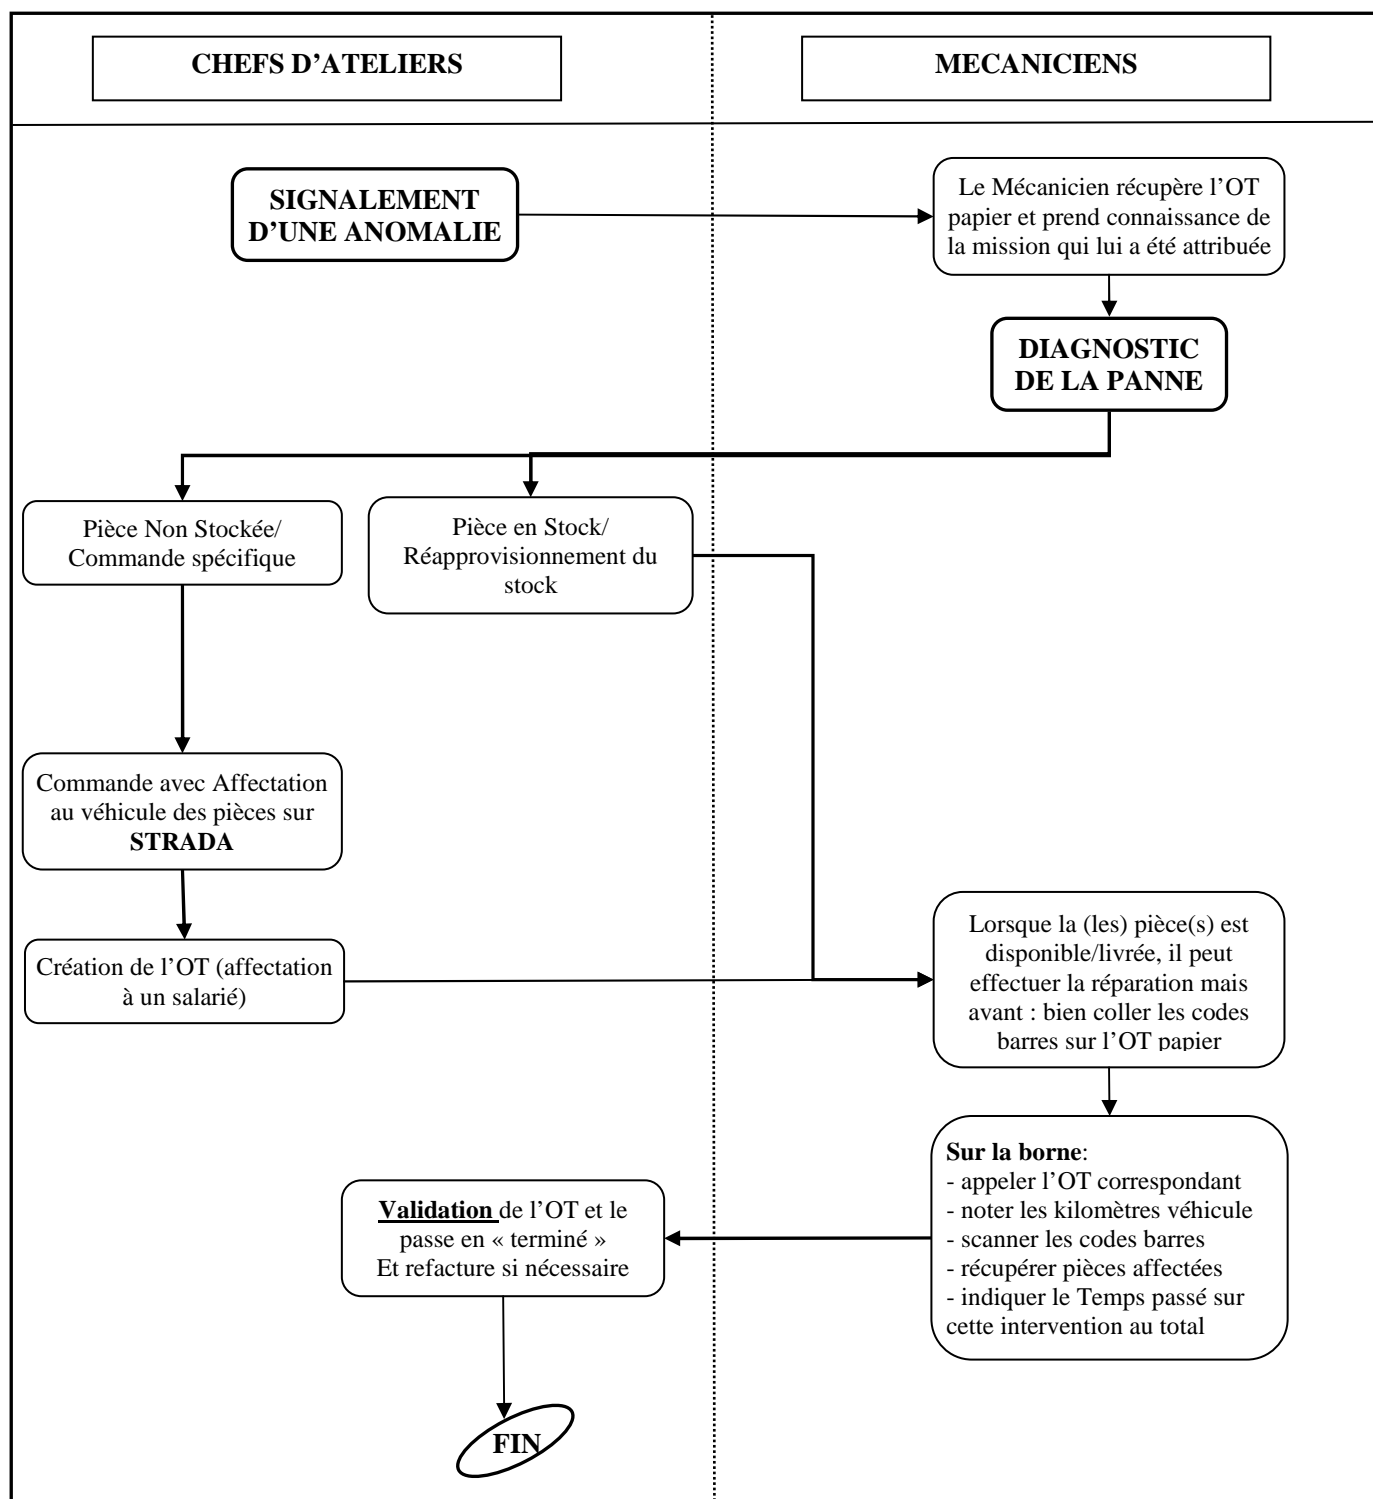 CHEFS D’ATELIERS
MECANICIENS
SIGNALEMENT
D’UNE ANOMALIE
Le Mécanicien récupère l’OT
papier et prend connaissance de
la mission qui lui a été attribuée
DIAGNOSTIC
DE LA PANNE
Pièce Non Stockée/
Commande spécifique
Pièce en Stock/
Réapprovisionnement du
stock
Commande avec Affectation
au véhicule des pièces sur
STRADA
Création de l’OT (affectation
à un salarié)
Lorsque la (les) pièce(s) est
disponible/livrée, il peut
effectuer la réparation mais
avant : bien coller les codes
barres sur l’OT papier
Sur la borne:
- appeler l’OT correspondant
- noter les kilomètres véhicule
- scanner les codes barres
- récupérer pièces affectées
- indiquer le Temps passé sur
cette intervention au total
Validation de l’OT et le
passe en « terminé »
Et refacture si nécessaire
FIN